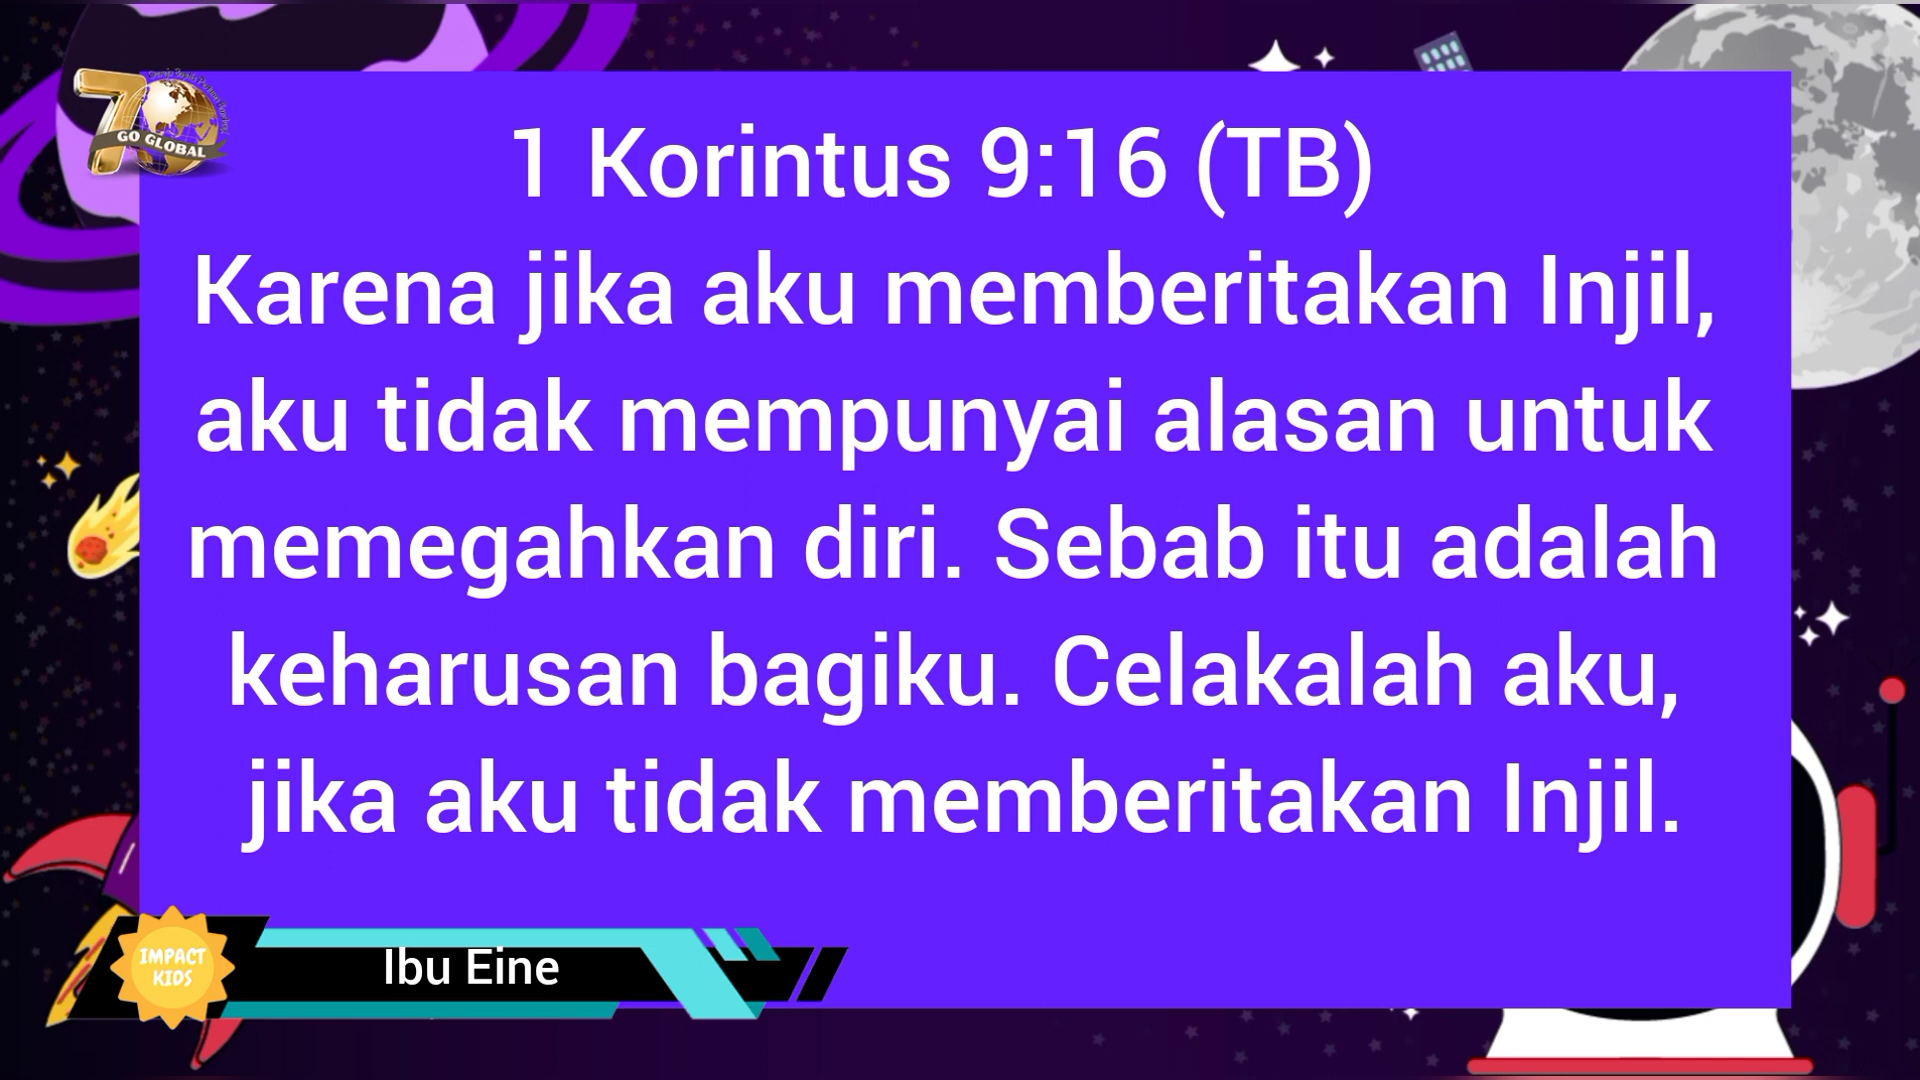 70
GO GLOBAL
1 Korintus 9:16 (TB)
Karena jika aku memberitakan Injil,
aku tidak mempunyai alasan untuk
memegahkan diri. Sebab itu adalah
keharusan bagiku. Celakalah aku,
jika aku tidak memberitakan Injil.
IMPACT
KIDS
Ibu Eine